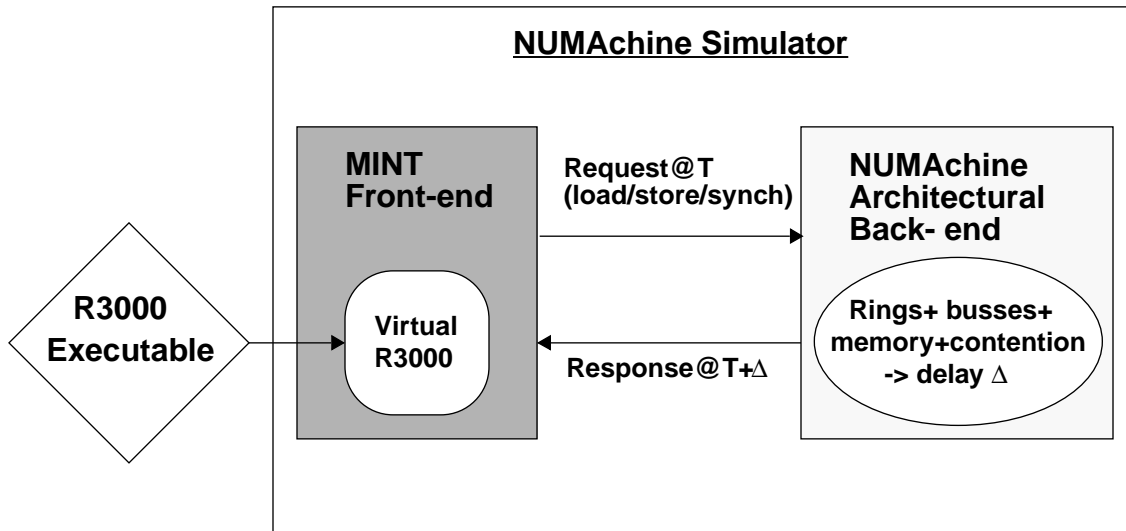 NUMAchine Simulator
MINT
Front-end
Request@T
(load/store/synch)
NUMAchine
Architectural
Back- end
R3000
Executable
Virtual
R3000
Response@T+Δ
Rings+ busses+
memory+contention
-> delay Δ